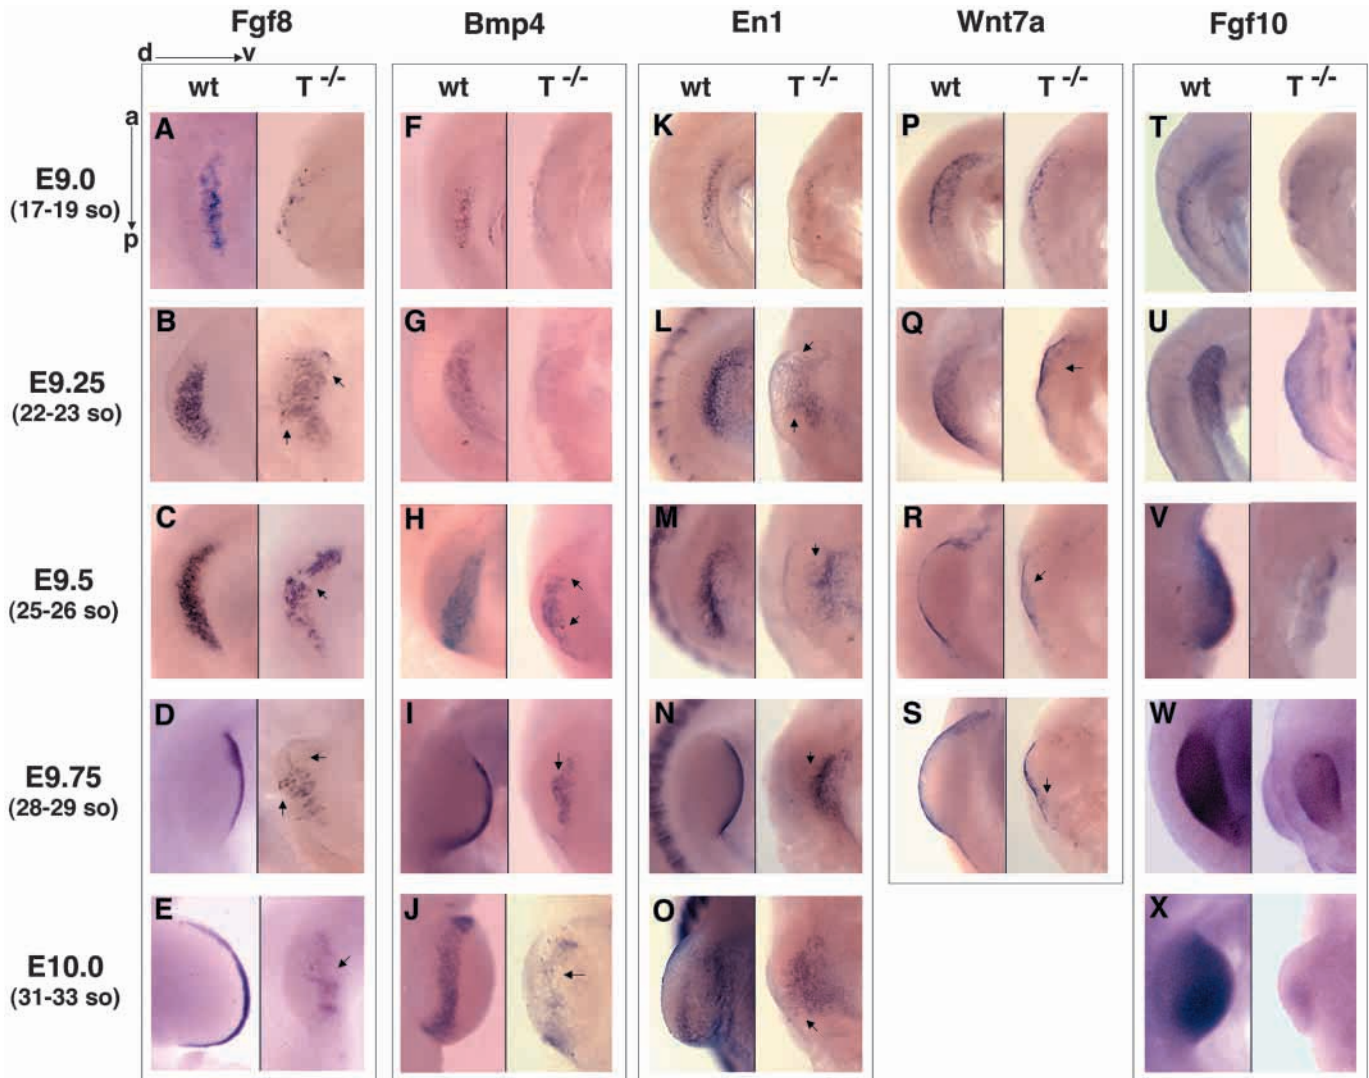 Fgf8 Bmp4 En1 Wnt7a Fgf10
d v
wt T -/- wt T -/- wt T -/- wt T -/- wt T -/-
a
A F K P T
E9.0
(17-19 so)
p
B G L Q U
E9.25
(22-23 so)
C H M R V
E9.5
(25-26 so)
D I N S W
E9.75
(28-29 so)
E J O X
E10.0
(31-33 so)